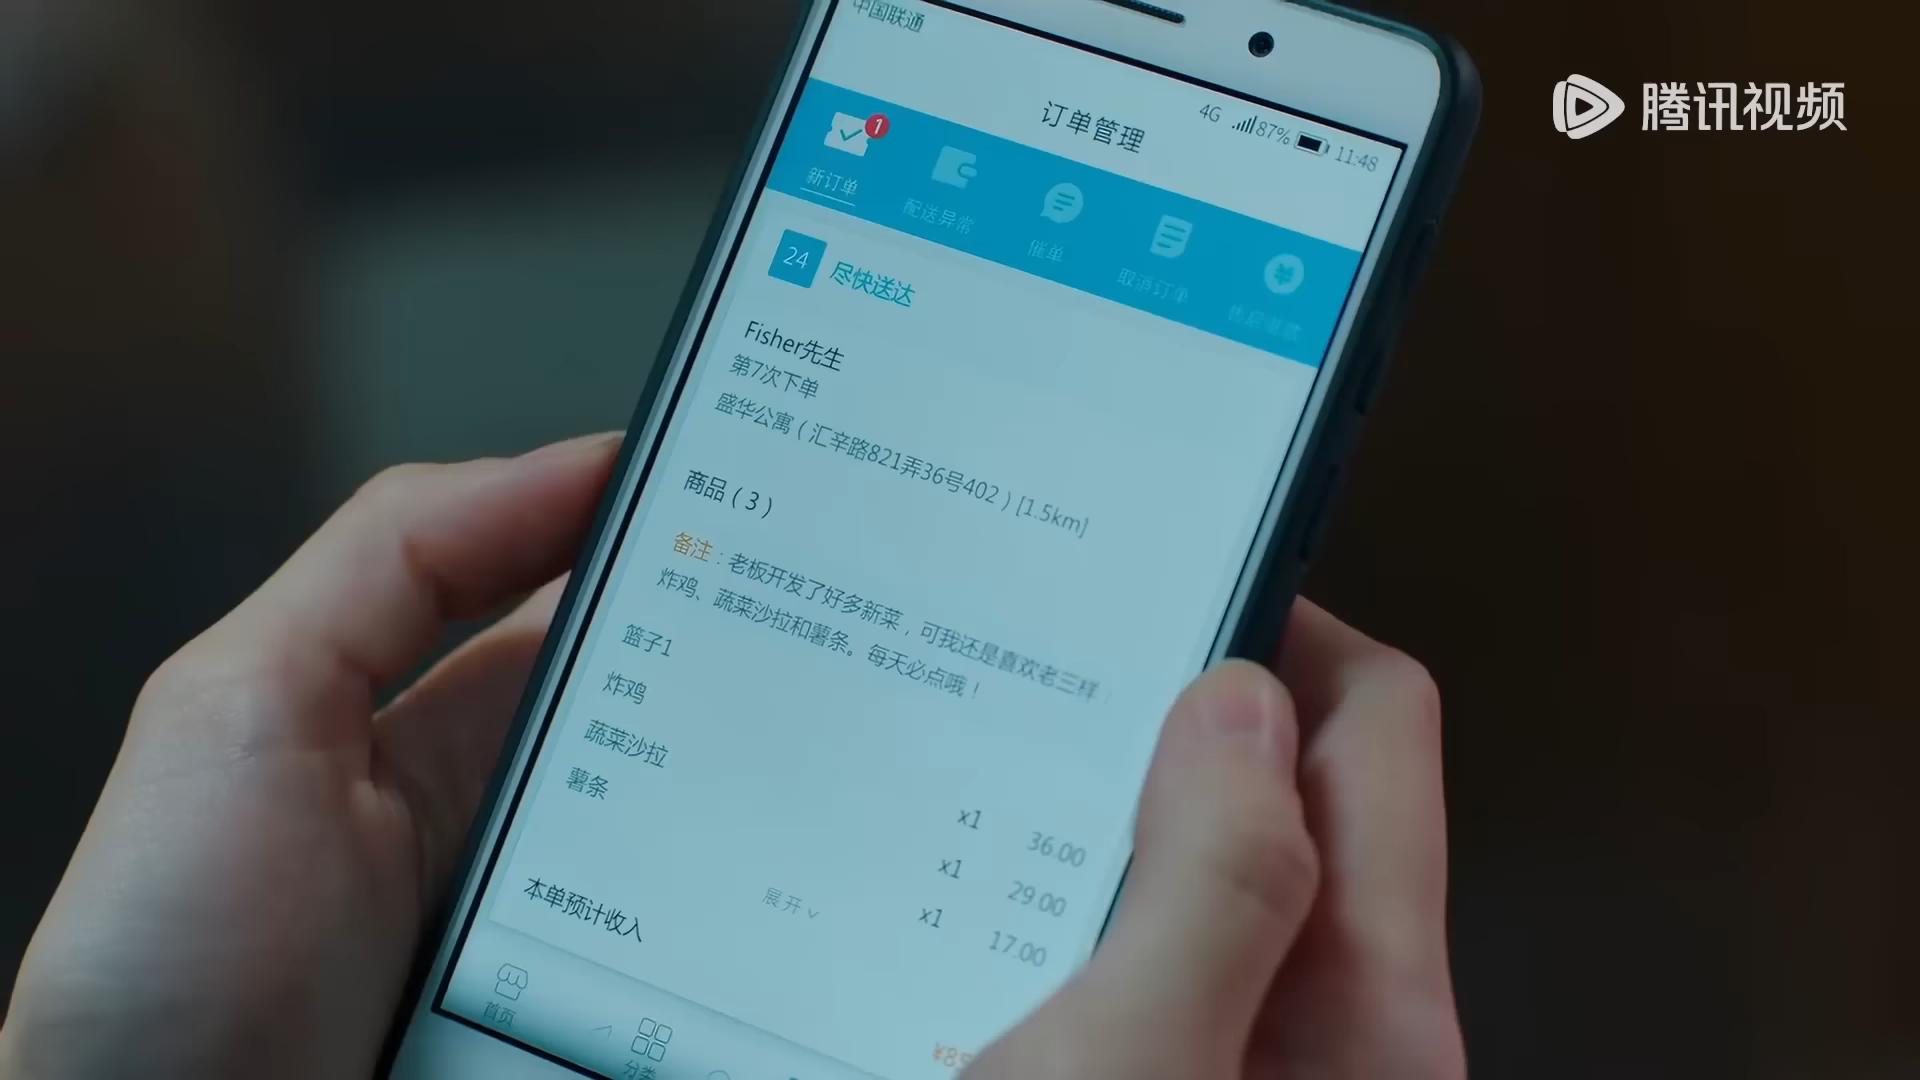 中国联通
4G 87% 11:48
腾讯视频
订单管理
1
新订单
配送异常
催单
取消订单
24 尽快送达
Fisher先生
第7次下单
盛华公寓（汇辛路821弄36号402）[1.5km]
商品（3）
备注：老板开发了好多新菜，可我还是喜欢老三样：
炸鸡、蔬菜沙拉和薯条。每天必点哦！
篮子1
炸鸡 x1 36.00
蔬菜沙拉 x1 29.00
薯条 x1 17.00
展开
本单预计收入
首页
分类